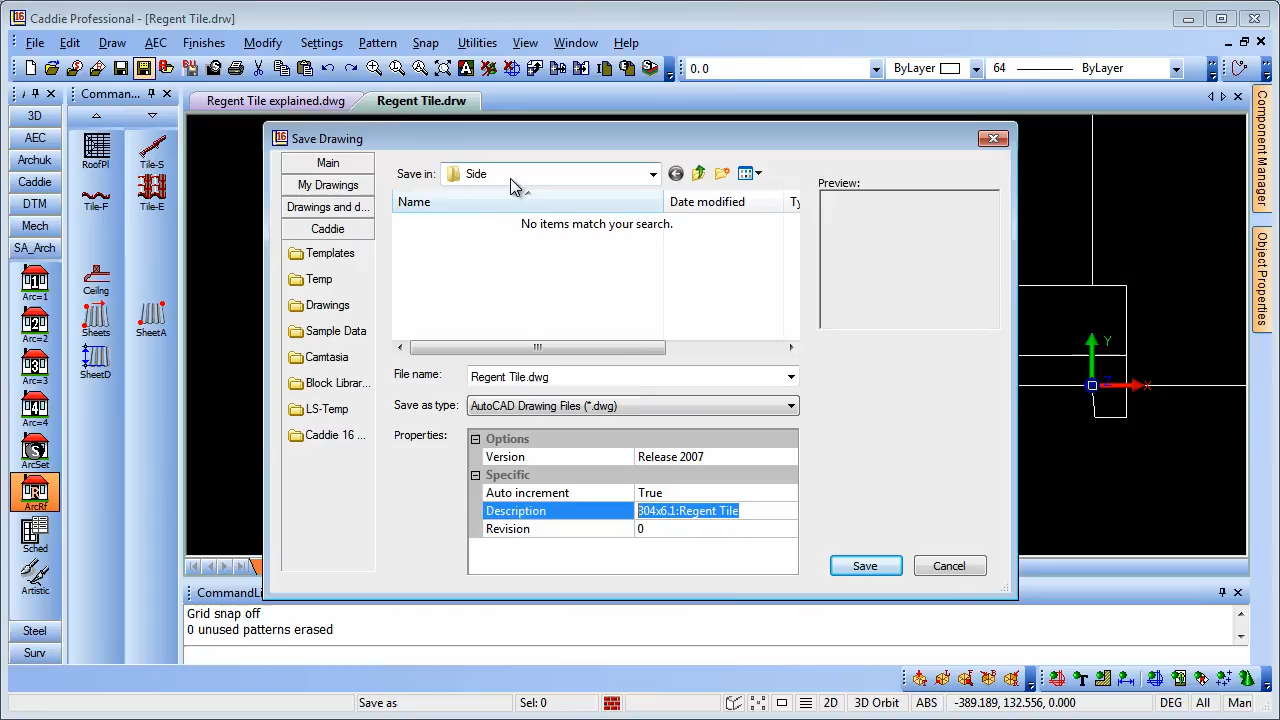 Caddie Professional - [Regent Tile.drw]
File Edit Draw AEC Finishes Modify Settings Pattern Snap Utilities View Window Help
0. 0 ByLayer 64 ByLayer
Comman...
Regent Tile explained.dwg Regent Tile.drw
3D
AEC
Archuk
Caddie
DTM
Mech
SA_Arch
Arc=1
Arc=2
Arc=3
Arc=4
ArcSet
ArcRf
Sched
Artistic
Steel
Surv
RoofPl Tile-S
Tile-F Tile-E
Ceilng
Sheets SheetA
SheetD
Save Drawing
Main
My Drawings
Drawings and d...
Caddie
Templates
Temp
Drawings
Sample Data
Camtasia
Block Librar...
LS-Temp
Caddie 16 ...
Save in: Side
Name Date modified Ty
No items match your search.
Preview:
File name: Regent Tile.dwg
Save as type: AutoCAD Drawing Files (*.dwg)
Properties:
Options
Version Release 2007
Specific
Auto increment True
Description 304x6.1:Regent Tile
Revision 0
Save Cancel
Y
Z
X
Component Manager
Object Properties
CommandLi
Grid snap off
0 unused patterns erased
Save as Sel: 0 2D 3D Orbit ABS -389.189, 132.556, 0.000 DEG All Man